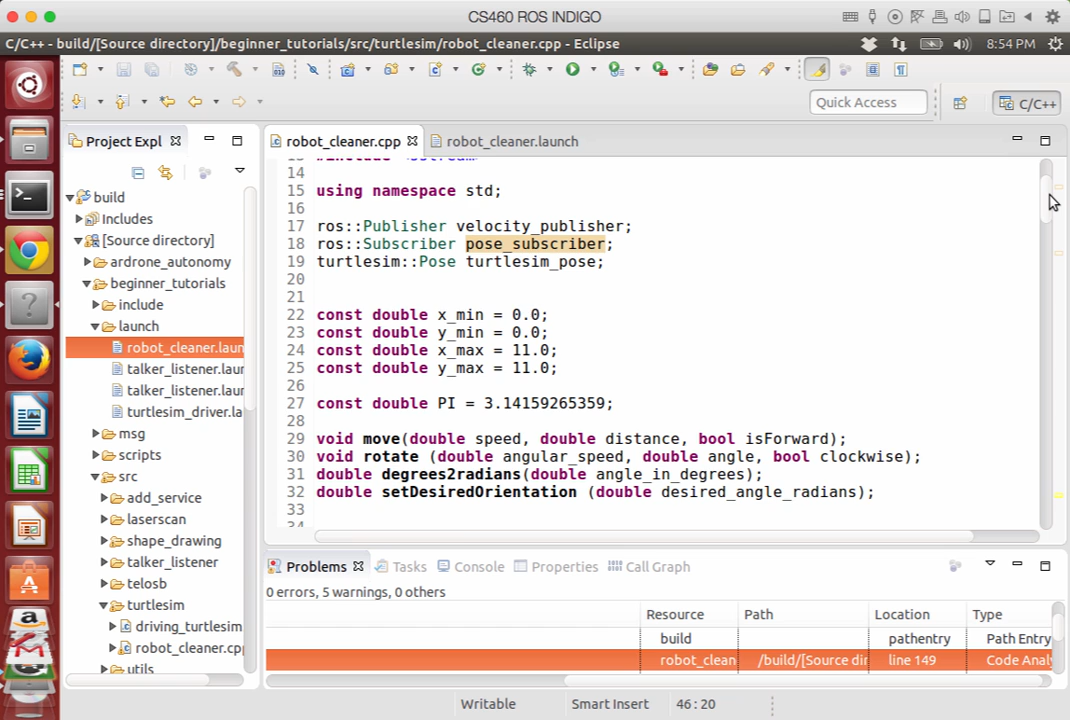 CS460 ROS INDIGO
C/C++ - build/[Source directory]/beginner_tutorials/src/turtlesim/robot_cleaner.cpp - Eclipse
8:54 PM
Quick Access
C/C++
Project Expl
robot_cleaner.cpp
robot_cleaner.launch
build
Includes
[Source directory]
ardrone_autonomy
beginner_tutorials
include
launch
robot_cleaner.laun
talker_listener.laun
talker_listener.laun
turtlesim_driver.la
msg
scripts
src
add_service
laserscan
shape_drawing
talker_listener
telosb
turtlesim
driving_turtlesim
robot_cleaner.cpp
utils
14
15 using namespace std;
16
17 ros::Publisher velocity_publisher;
18 ros::Subscriber pose_subscriber;
19 turtlesim::Pose turtlesim_pose;
20
21
22 const double x_min = 0.0;
23 const double y_min = 0.0;
24 const double x_max = 11.0;
25 const double y_max = 11.0;
26
27 const double PI = 3.14159265359;
28
29 void move(double speed, double distance, bool isForward);
30 void rotate (double angular_speed, double angle, bool clockwise);
31 double degrees2radians(double angle_in_degrees);
32 double setDesiredOrientation (double desired_angle_radians);
33
Problems
Tasks
Console
Properties
Call Graph
0 errors, 5 warnings, 0 others
Resource Path Location Type
build pathentry Path Entry
robot_clean /build/[Source dir line 149 Code Analy
Writable Smart Insert 46 : 20